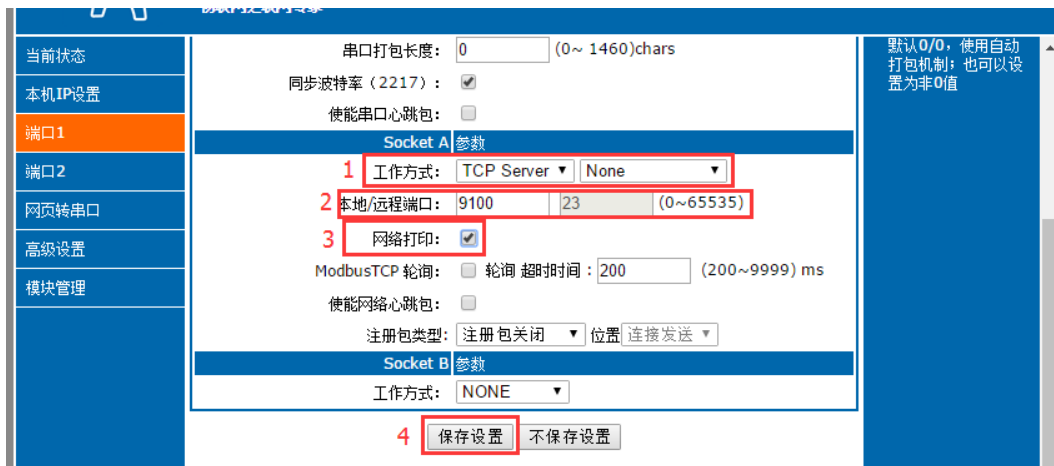 当前状态
本机IP设置
端口1
端口2
网页转串口
高级设置
模块管理
串口打包长度： 0 (0~ 1460)chars
同步波特率（2217）：
使能串口心跳包：
Socket A 参数
1 工作方式： TCP Server None
2 本地/远程端口： 9100 23 (0~65535)
3 网络打印：
ModbusTCP 轮询： 轮询 超时时间：200 (200~9999) ms
使能网络心跳包：
注册包类型： 注册包关闭 位置 连接发送
Socket B 参数
工作方式： NONE
4 保存设置 不保存设置
默认0/0，使用自动
打包机制；也可以设
置为非0值